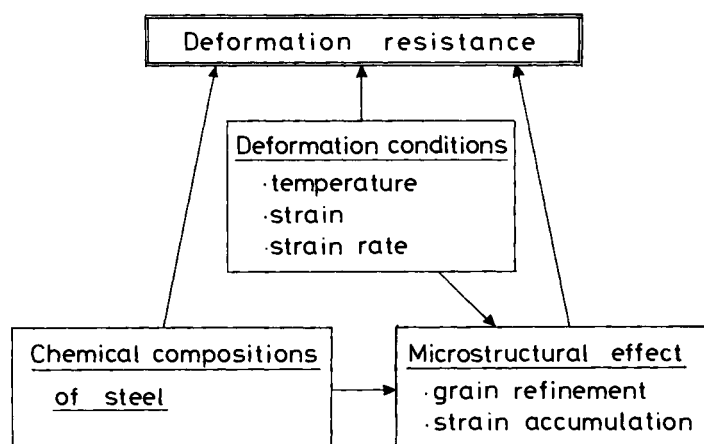 Deformation resistance
Deformation conditions
·temperature
·strain
·strain rate
Chemical compositions
of steel
Microstructural effect
·grain refinement
·strain accumulation